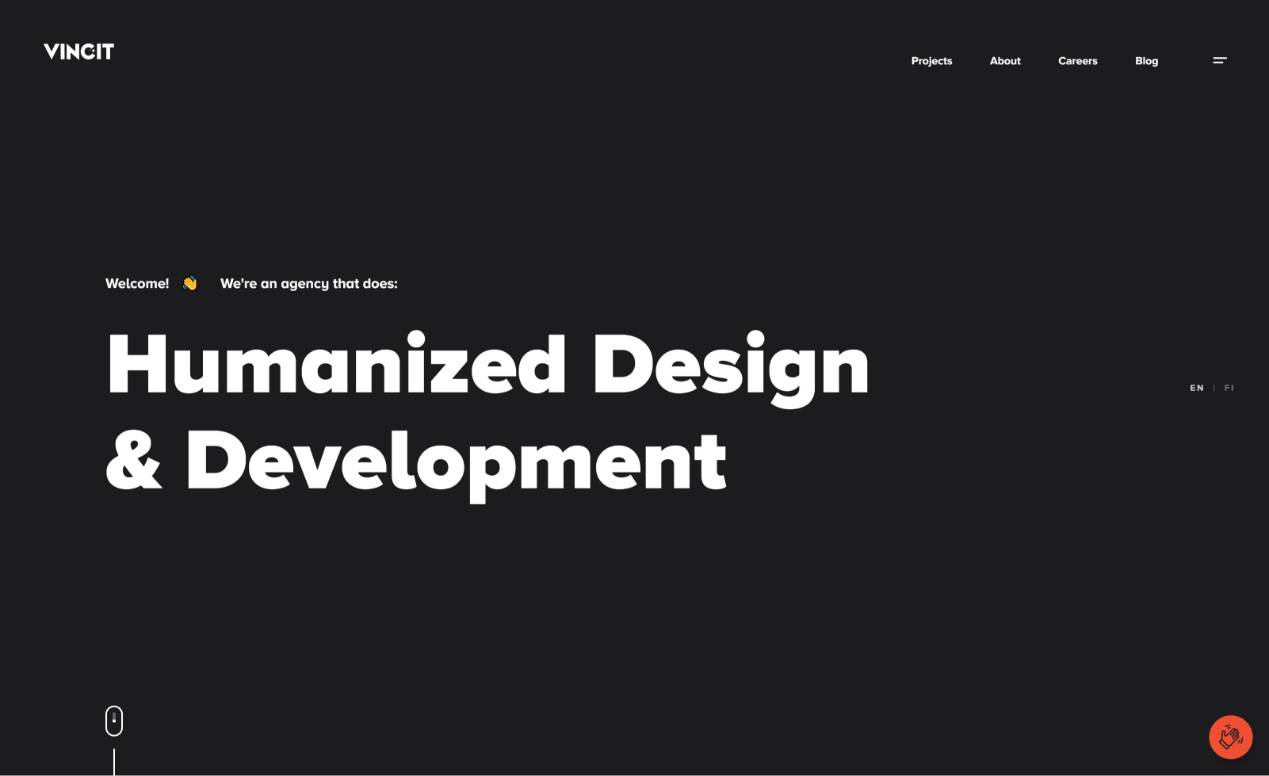 VINCIT
Projects About Careers Blog
Welcome! 👋 We're an agency that does:
Humanized Design
& Development
EN | FI